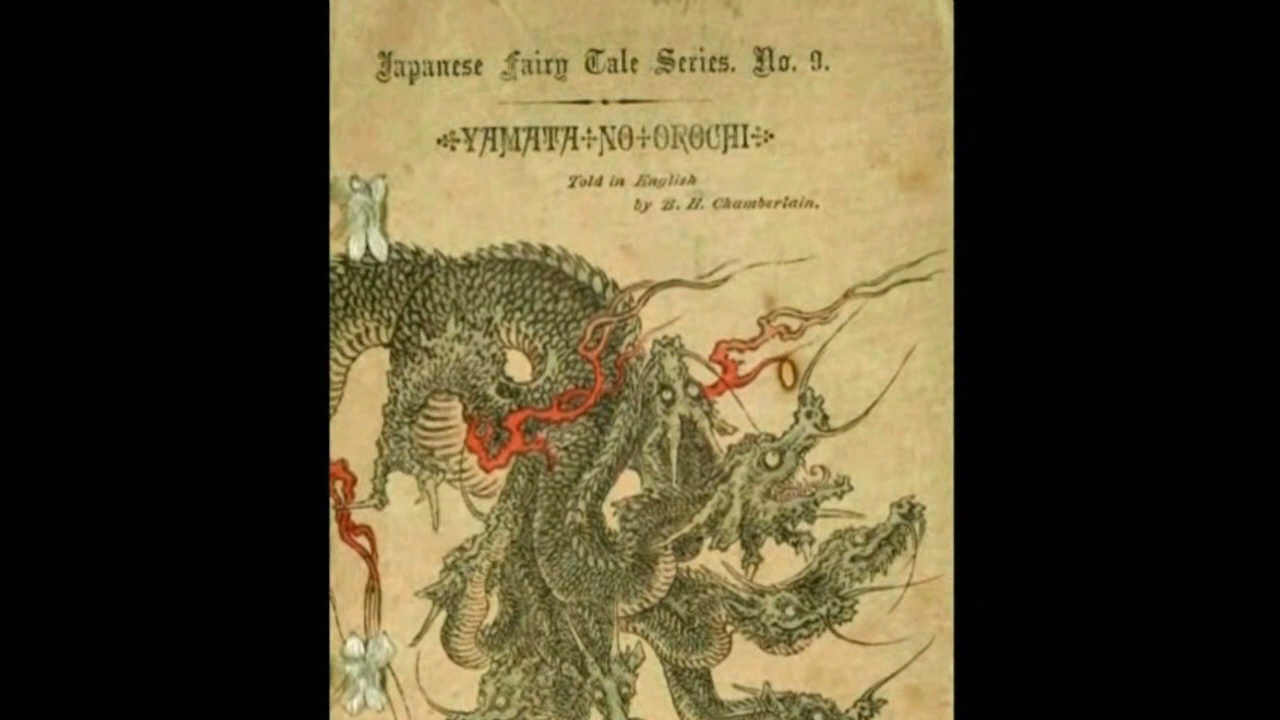 Japanese Fairy Tale Series. No. 9.
YAMATA NO OROCHI
Told in English
by B. H. Chamberlain.